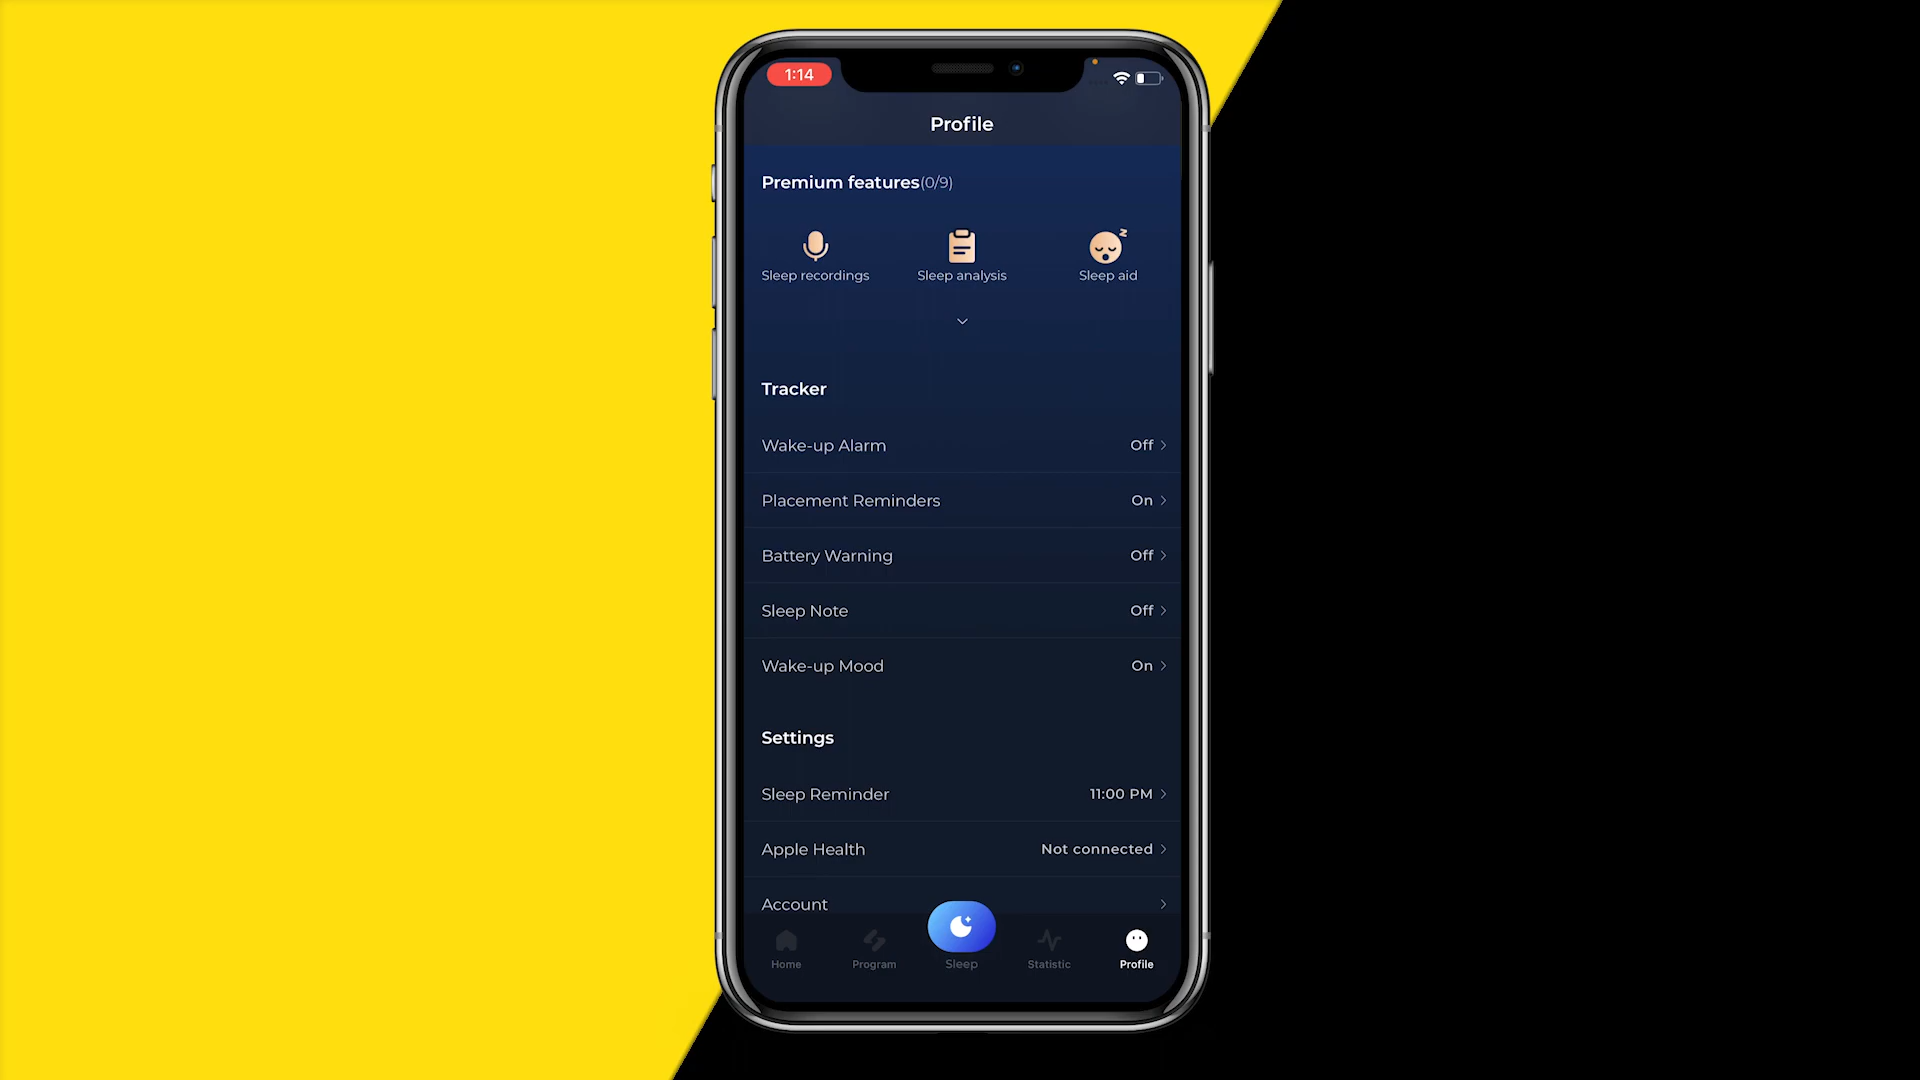 1:14
Profile
Premium features(0/9)
z
Sleep recordings
Sleep analysis
Sleep aid
Tracker
Wake-up Alarm Off
Placement Reminders On
Battery Warning Off
Sleep Note Off
Wake-up Mood On
Settings
Sleep Reminder 11:00 PM
Apple Health Not connected
Account
Home
Program
Sleep
Statistic
Profile